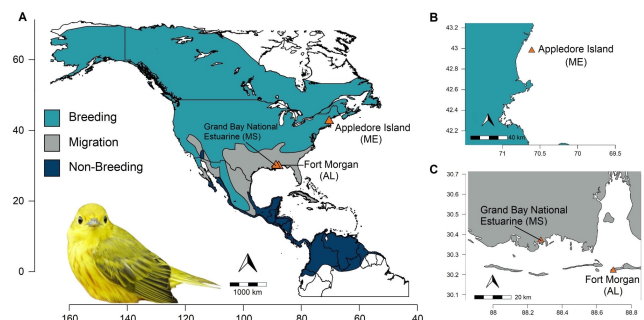 A
60
40
20
0
160
140
120
100
80
60
40
Breeding
Migration
Non-Breeding
Grand Bay National
Estuarine (MS)
Appledore Island
(ME)
Fort Morgan
(AL)
1000 km
B
43.2
43
42.8
42.6
42.4
42.2
71
70.5
70
69.5
68.5
Appledore Island
(ME)
40 km
C
30.7
30.6
30.5
30.4
30.3
30.2
30.1
88
88.2
88.4
88.6
88.8
Grand Bay National
Estuarine (MS)
Fort Morgan
(AL)
20 km